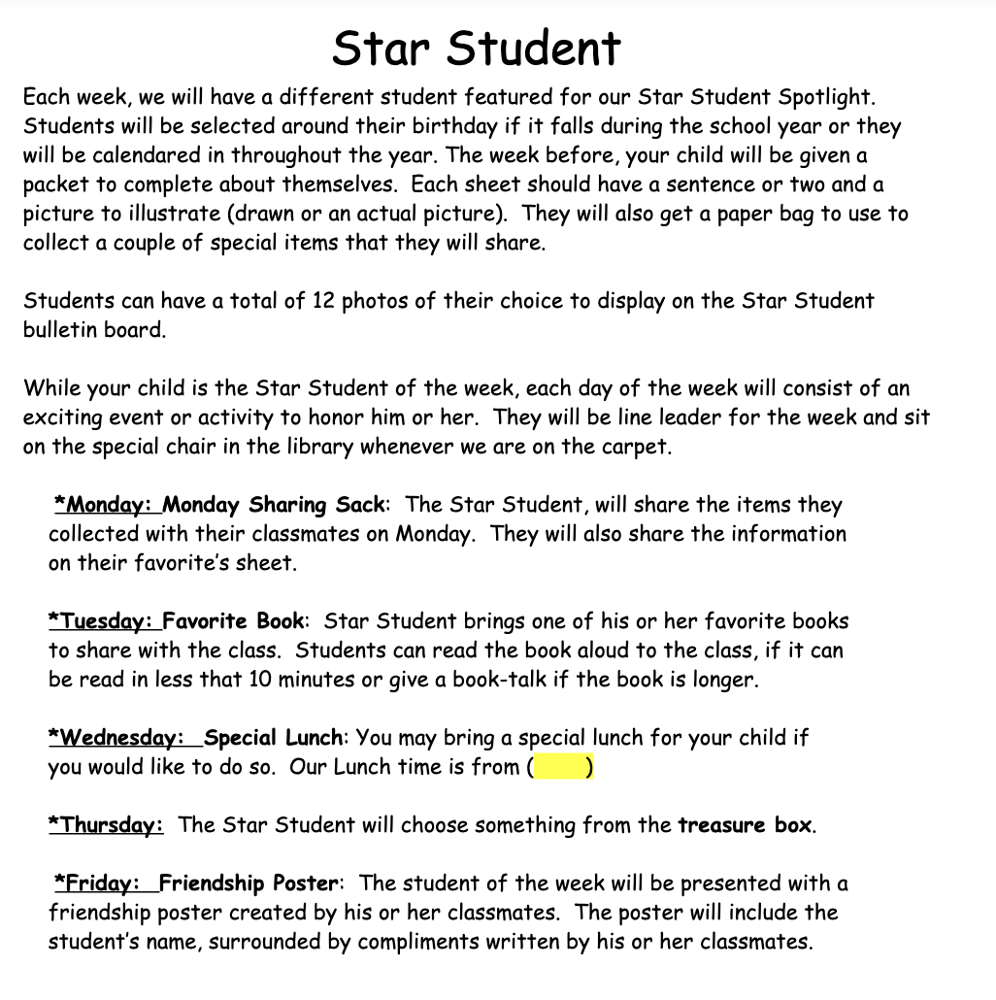 Star Student
Each week, we will have a different student featured for our Star Student Spotlight.
Students will be selected around their birthday if it falls during the school year or they
will be calendared in throughout the year. The week before, your child will be given a
packet to complete about themselves.  Each sheet should have a sentence or two and a
picture to illustrate (drawn or an actual picture).  They will also get a paper bag to use to
collect a couple of special items that they will share.
Students can have a total of 12 photos of their choice to display on the Star Student
bulletin board.
While your child is the Star Student of the week, each day of the week will consist of an
exciting event or activity to honor him or her.  They will be line leader for the week and sit
on the special chair in the library whenever we are on the carpet.
*Monday: Monday Sharing Sack:  The Star Student, will share the items they
collected with their classmates on Monday.  They will also share the information
on their favorite's sheet.
*Tuesday: Favorite Book:  Star Student brings one of his or her favorite books
to share with the class.  Students can read the book aloud to the class, if it can
be read in less that 10 minutes or give a book-talk if the book is longer.
*Wednesday:  Special Lunch: You may bring a special lunch for your child if
you would like to do so.  Our Lunch time is from (       )
*Thursday:  The Star Student will choose something from the treasure box.
*Friday:  Friendship Poster:  The student of the week will be presented with a
friendship poster created by his or her classmates.  The poster will include the
student's name, surrounded by compliments written by his or her classmates.